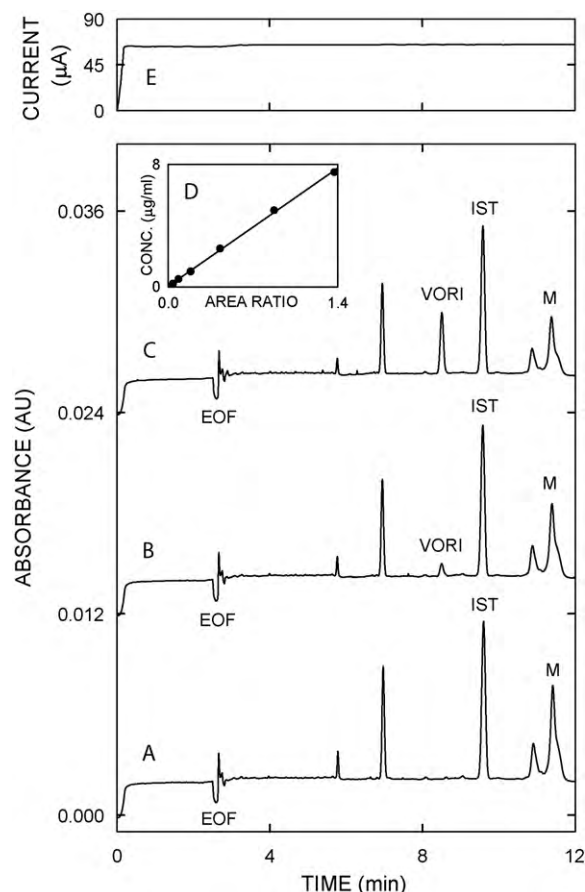 CURRENT
(µA)
90
45
0
E
ABSORBANCE (AU)
0.036
0.024
0.012
0.000
D
CONC. (µg/ml)
8
0
0.0 AREA RATIO 1.4
IST
VORI
M
C
EOF
IST
VORI
M
B
EOF
IST
M
A
EOF
0 4 8 12
TIME (min)